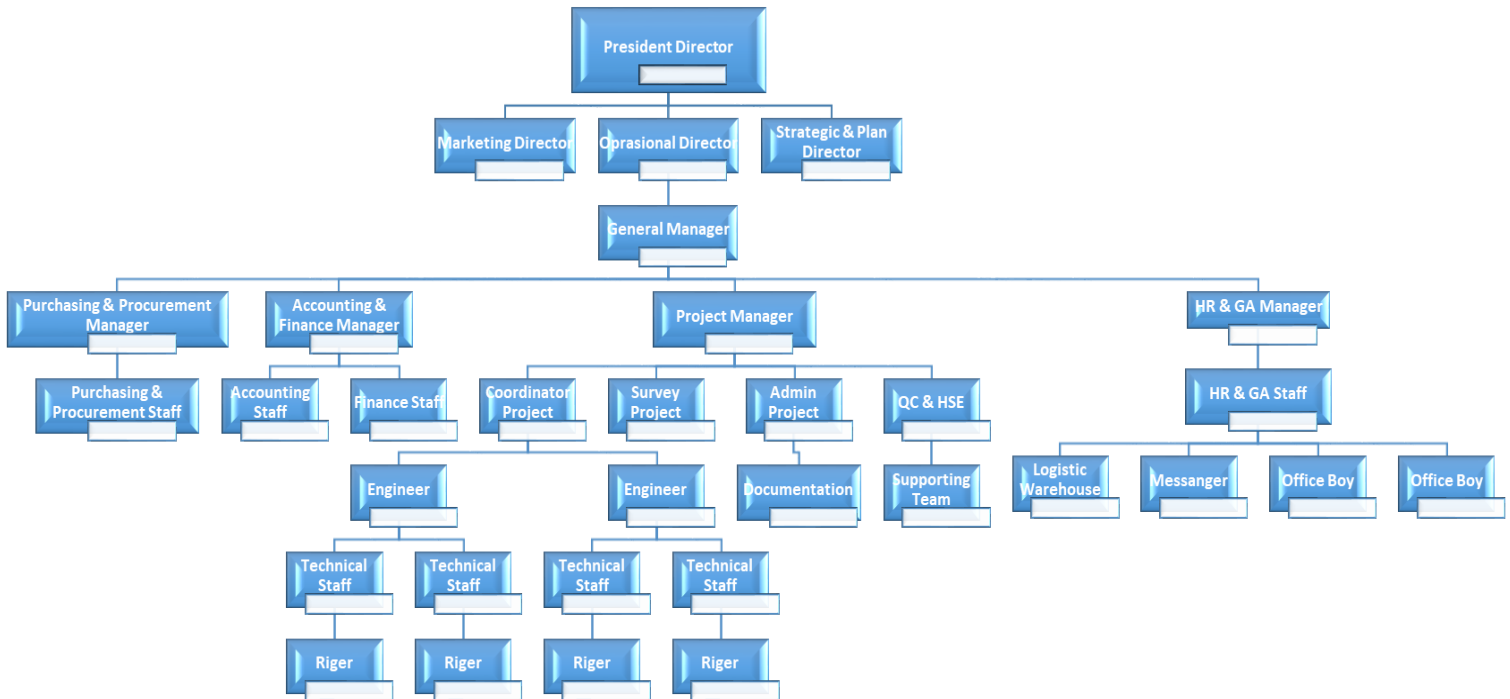 President Director
Marketing Director
Oprasional Director
Strategic & Plan
Director
General Manager
Purchasing & Procurement
Manager
Accounting &
Finance Manager
Project Manager
HR & GA Manager
Purchasing &
Procurement Staff
Accounting
Staff
Finance Staff
Coordinator
Project
Survey
Project
Admin
Project
QC & HSE
HR & GA Staff
Engineer
Engineer
Documentation
Supporting
Team
Logistic
Warehouse
Messanger
Office Boy
Office Boy
Technical
Staff
Technical
Staff
Technical
Staff
Technical
Staff
Riger
Riger
Riger
Riger